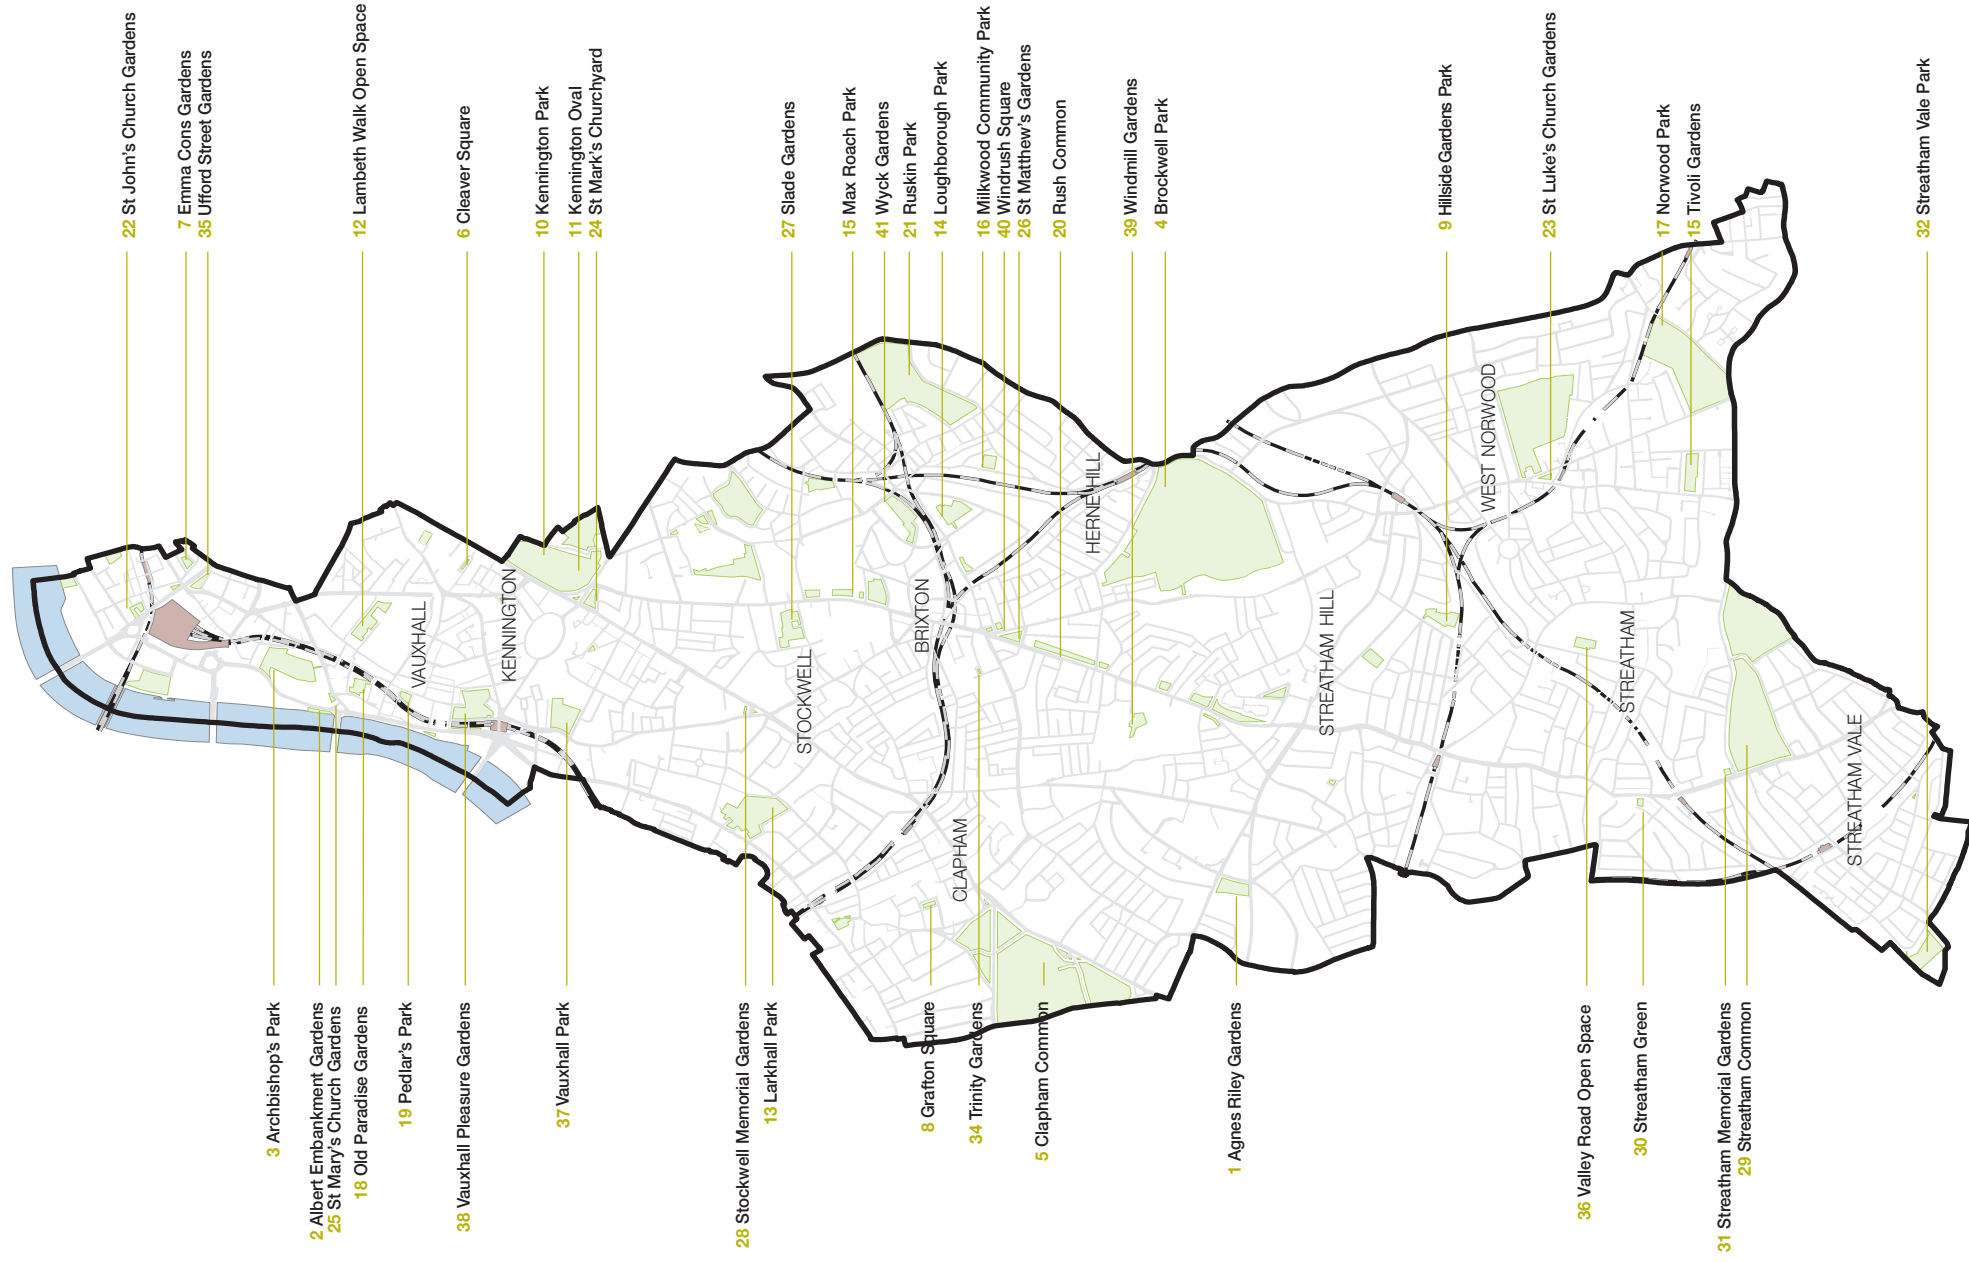 22 St John's Church Gardens
7 Emma Cons Gardens
35 Ufford Street Gardens
12 Lambeth Walk Open Space
6 Cleaver Square
10 Kennington Park
11 Kennington Oval
24 St Mark's Churchyard
27 Slade Gardens
15 Max Roach Park
41 Wyck Gardens
21 Ruuskin Park
14 Loughborough Park
16 Milkwood Community Park
40 Windrush Square
26 St Matthew's Gardens
20 Rush Common
39 Windmill Gardens
4 Brockwell Park
9 Hillside Gardens Park
23 St Luke's Church Gardens
17 Norwood Park
15 Tivoli Gardens
32 Streatham Vale Park
VAUXHALL
KENNINGTON
STOCKWELL
BRIXTON
CLAPHAM
HERNE HILL
STREATHAM HILL
WEST NORWOOD
STREATHAM
STREATHAM VALE
3 Archbishop's Park
2 Albert Embankment Gardens
25 St Mary's Church Gardens
18 Old Paradise Gardens
19 Pedlar's Park
38 Vauxhall Pleasure Gardens
37 Vauxhall Park
28 Stockwell Memorial Gardens
13 Larkhall Park
8 Grafton Square
34 Trinity Gardens
5 Clapham Common
1 Agnes Riley Gardens
36 Valley Road Open Space
30 Streatham Green
31 Streatham Memorial Gardens
29 Streatham Common